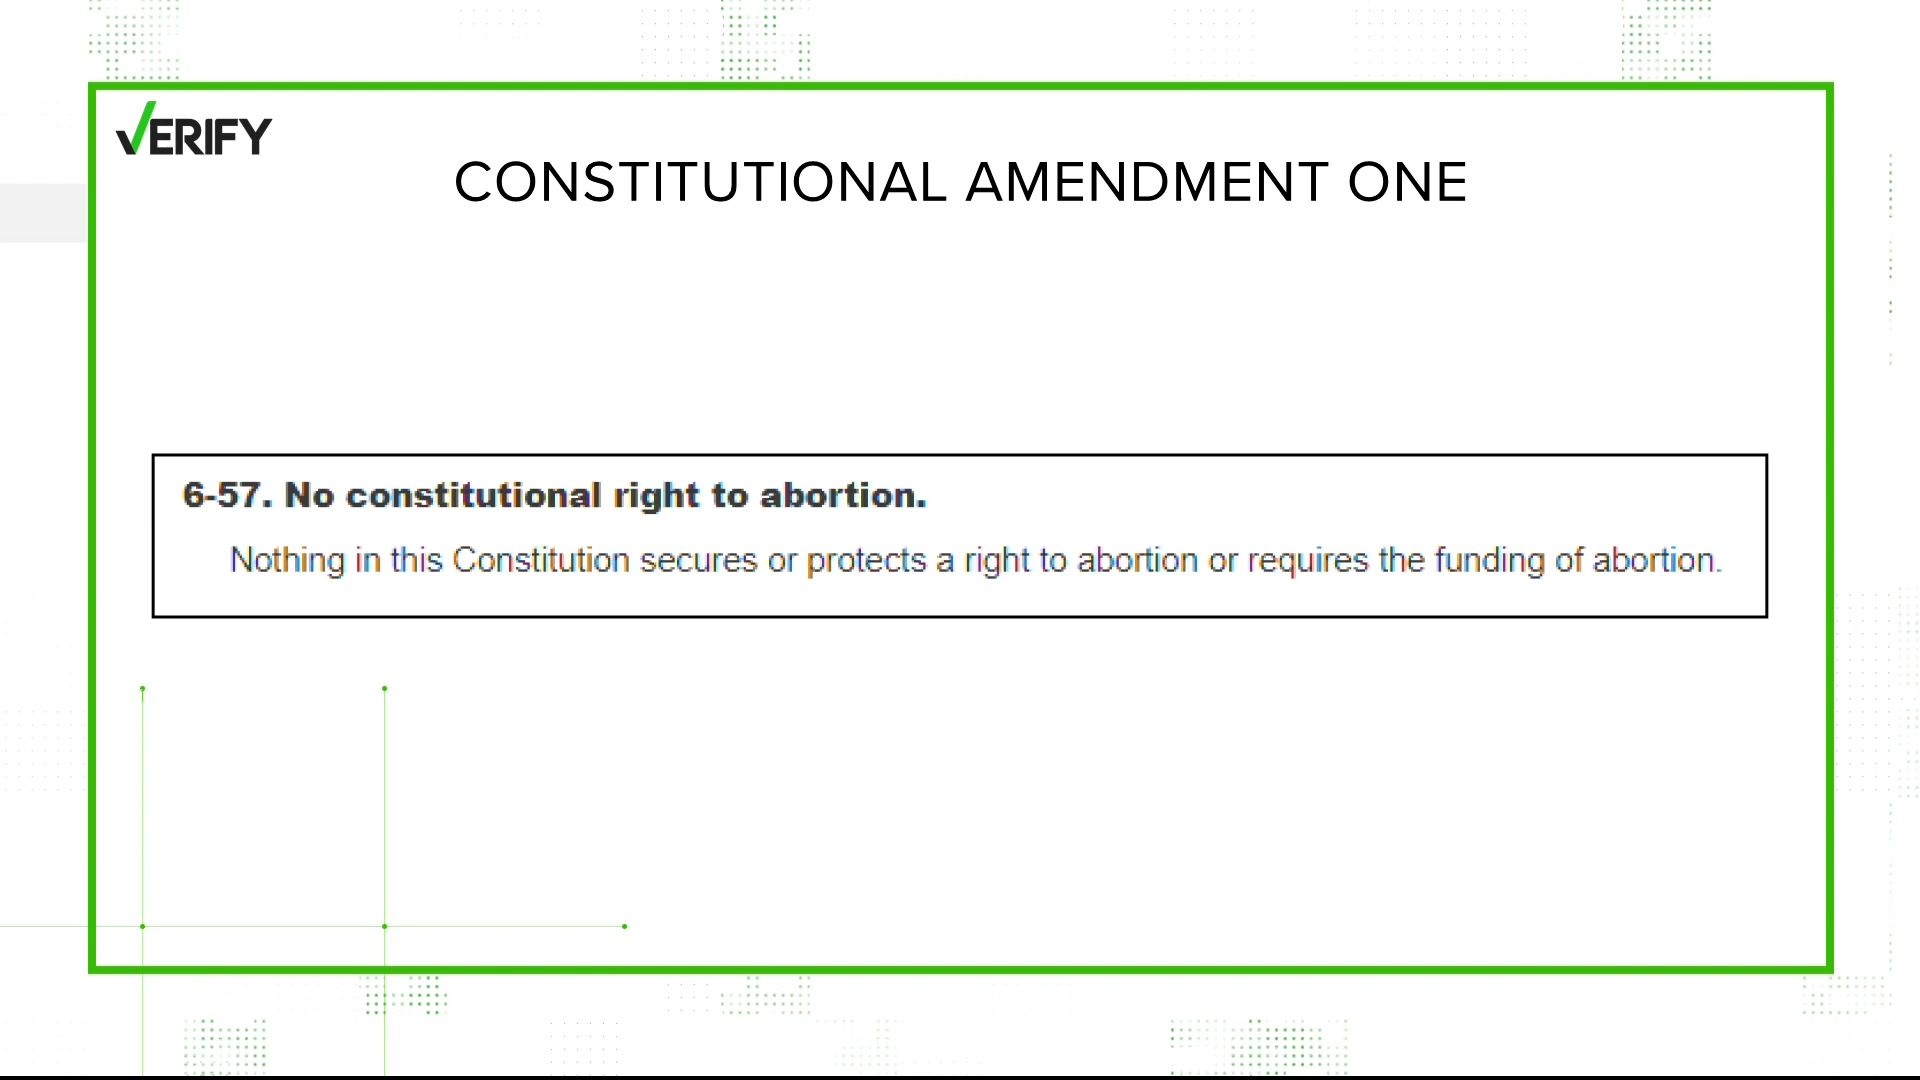 VERIFY
CONSTITUTIONAL AMENDMENT ONE
6-57. No constitutional right to abortion.
Nothing in this Constitution secures or protects a right to abortion or requires the funding of abortion.